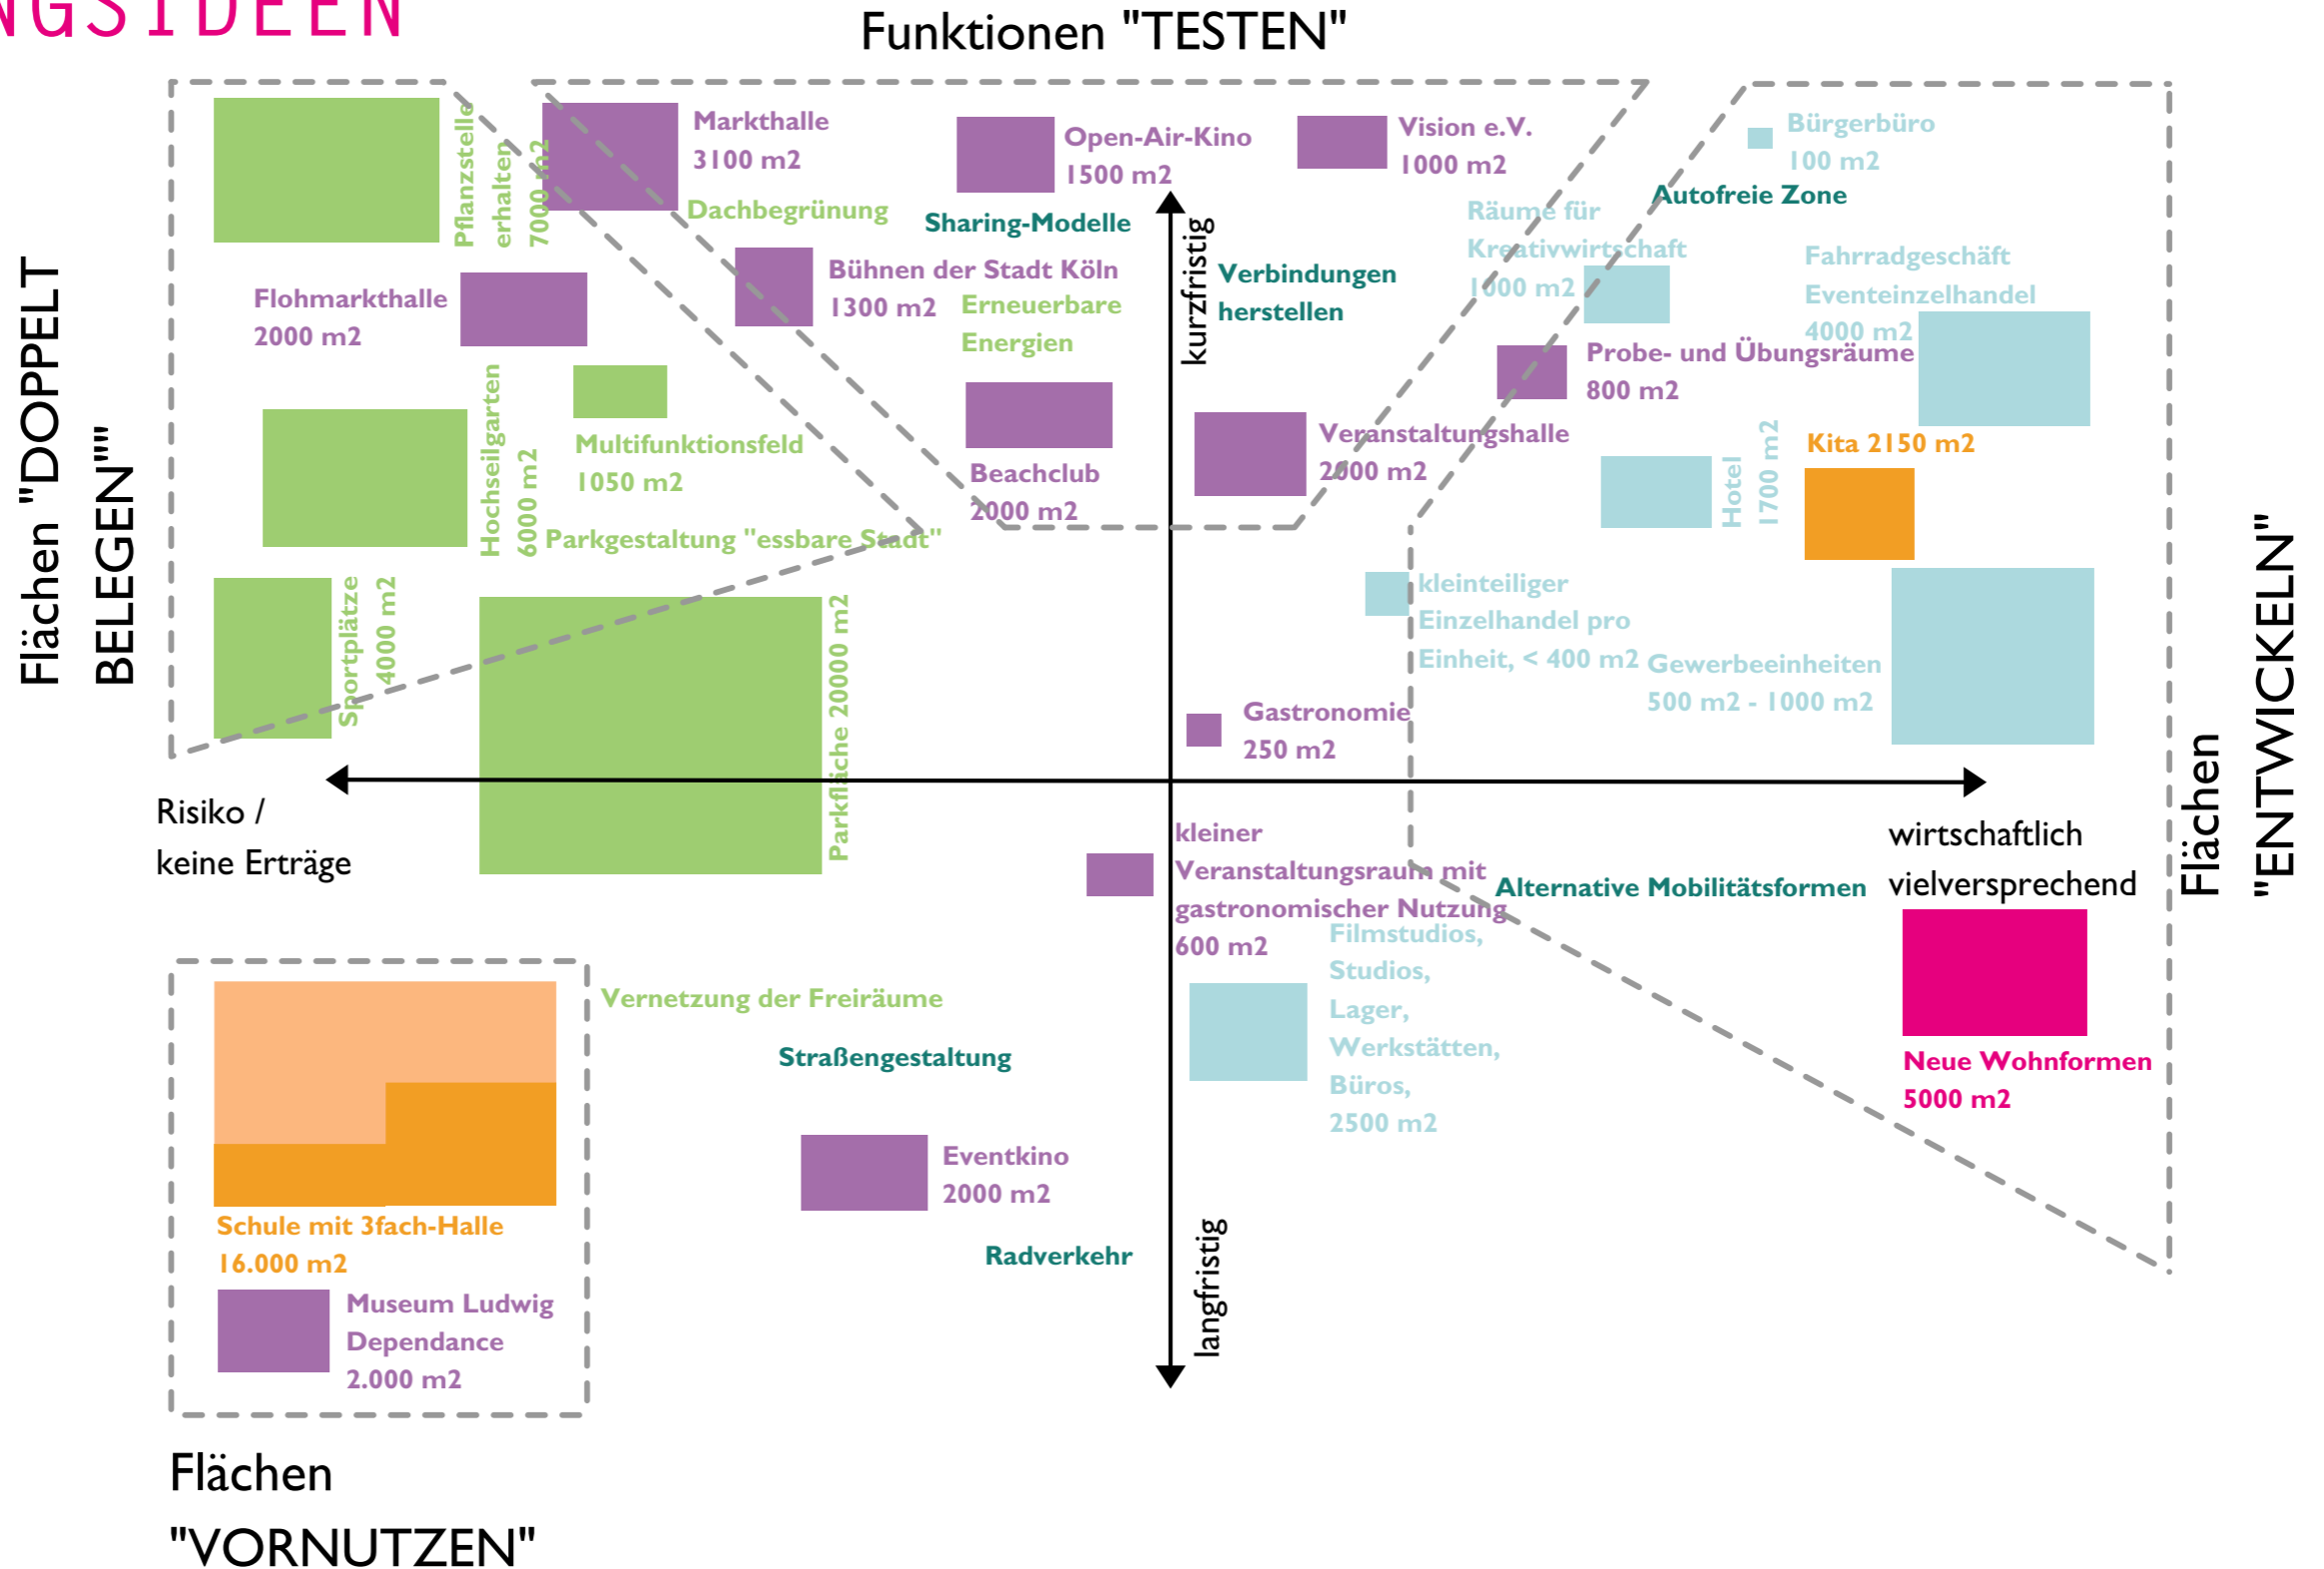 NGSIDEEN
Funktionen "TESTEN"
Flächen "DOPPELT
BELEGEN""
Pflanzstelle
erhalten
7000 m2
Markthalle
3100 m2
Dachbegrünung
Open-Air-Kino
1500 m2
Sharing-Modelle
Vision e.V.
1000 m2
Bürgerbüro
100 m2
Autofreie Zone
Räume für
Kreativwirtschaft
1000 m2
Fahrradgeschäft
Eventeinzelhandel
4000 m2
kurzfristig
Verbindungen
herstellen
Bühnen der Stadt Köln
1300 m2
Erneuerbare
Energien
Flohmarkthalle
2000 m2
Probe- und Übungsräume
800 m2
Hochseilgarten
6000 m2
Multifunktionsfeld
1050 m2
Beachclub
2000 m2
Veranstaltungshalle
2000 m2
Hotel
1700 m2
Kita 2150 m2
Parkgestaltung "essbare Stadt"
Sportplätze
4000 m2
Parkfläche 20000 m2
kleinteiliger
Einzelhandel pro
Einheit, < 400 m2
Gewerbeeinheiten
500 m2 - 1000 m2
Gastronomie
250 m2
Flächen
"ENTWICKELN"
Risiko /
keine Erträge
wirtschaftlich
vielversprechend
kleiner
Veranstaltungsraum mit
gastronomischer Nutzung
600 m2
Alternative Mobilitätsformen
Filmstudios,
Studios,
Lager,
Werkstätten,
Büros,
2500 m2
Neue Wohnformen
5000 m2
Vernetzung der Freiräume
Straßengestaltung
Eventkino
2000 m2
Radverkehr
langfristig
Schule mit 3fach-Halle
16.000 m2
Museum Ludwig
Dependance
2.000 m2
Flächen
"VORNUTZEN"